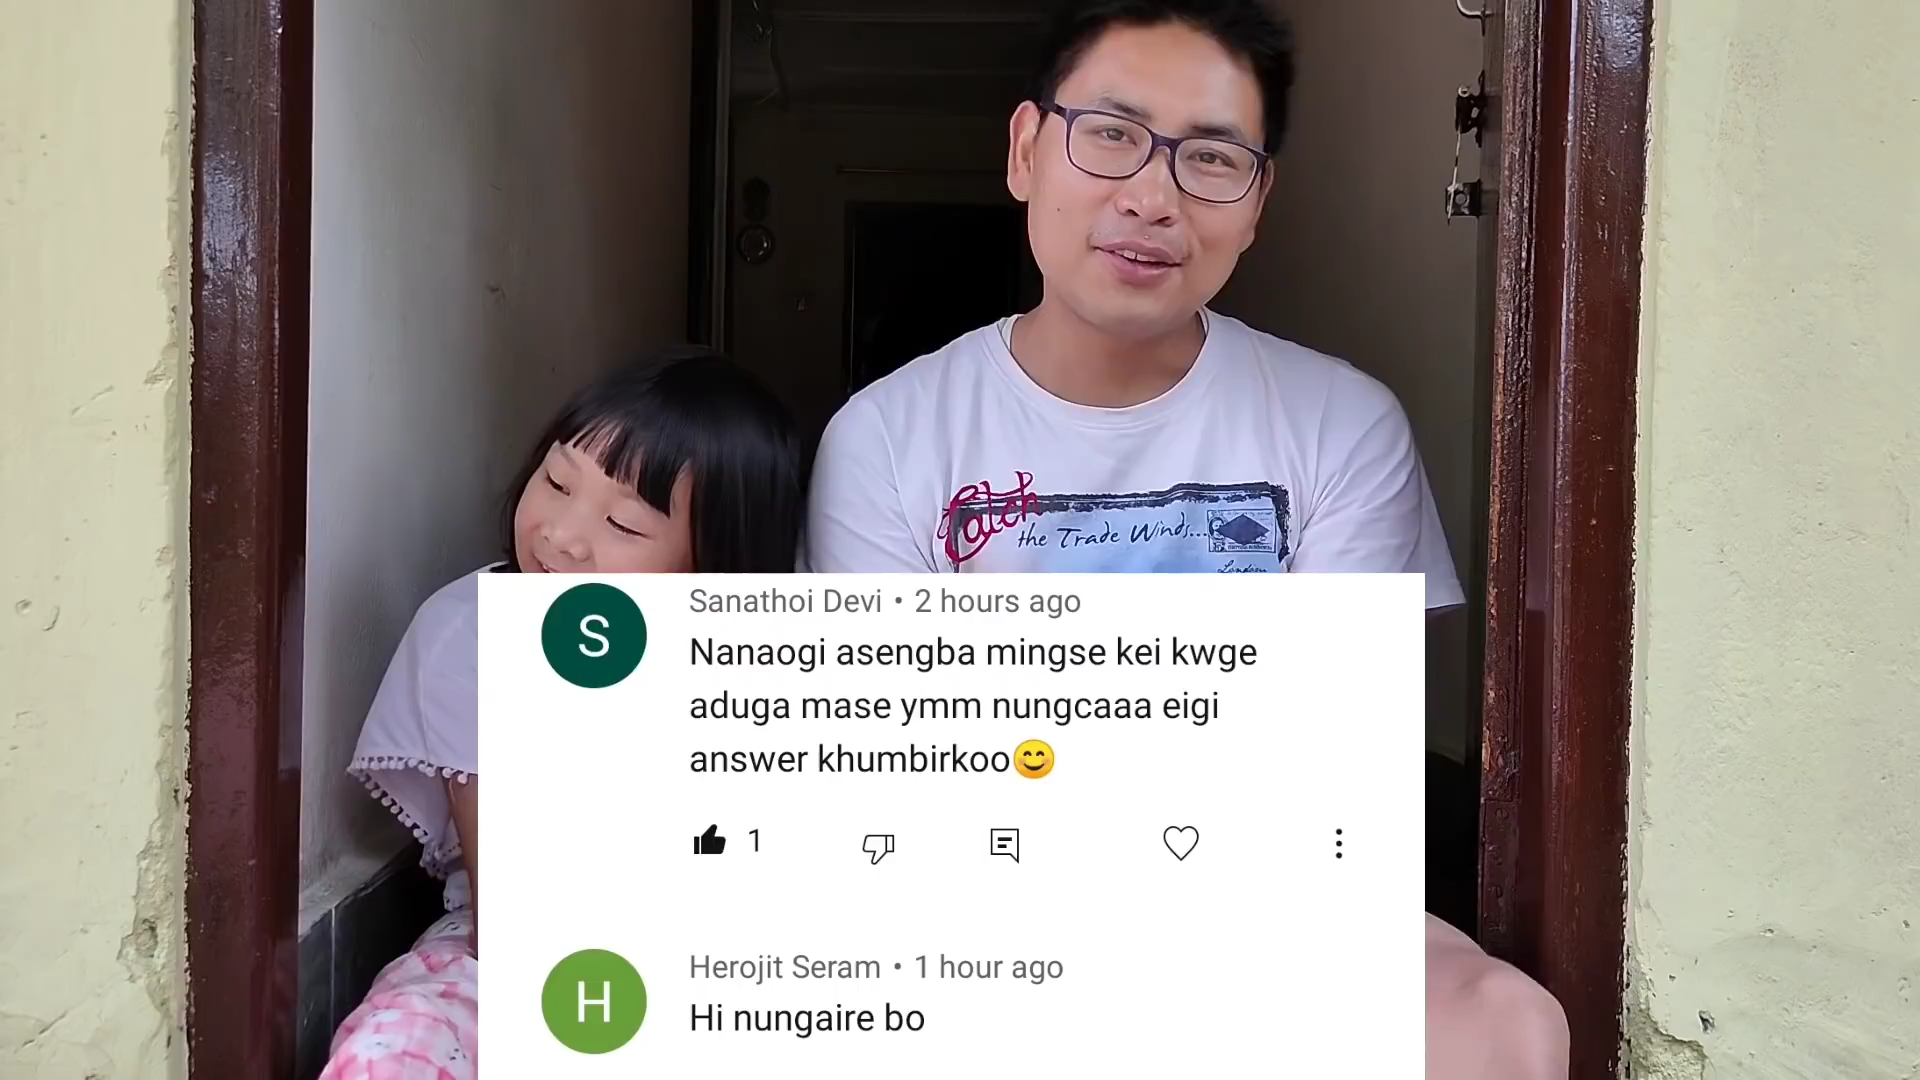 Catch
the Trade Winds...
London
S
Sanathoi Devi • 2 hours ago
Nanaogi asengba mingse kei kwge
aduga mase ymm nungcaaa eigi
answer khumbirkoo😊
1
H
Herojit Seram • 1 hour ago
Hi nungaire bo